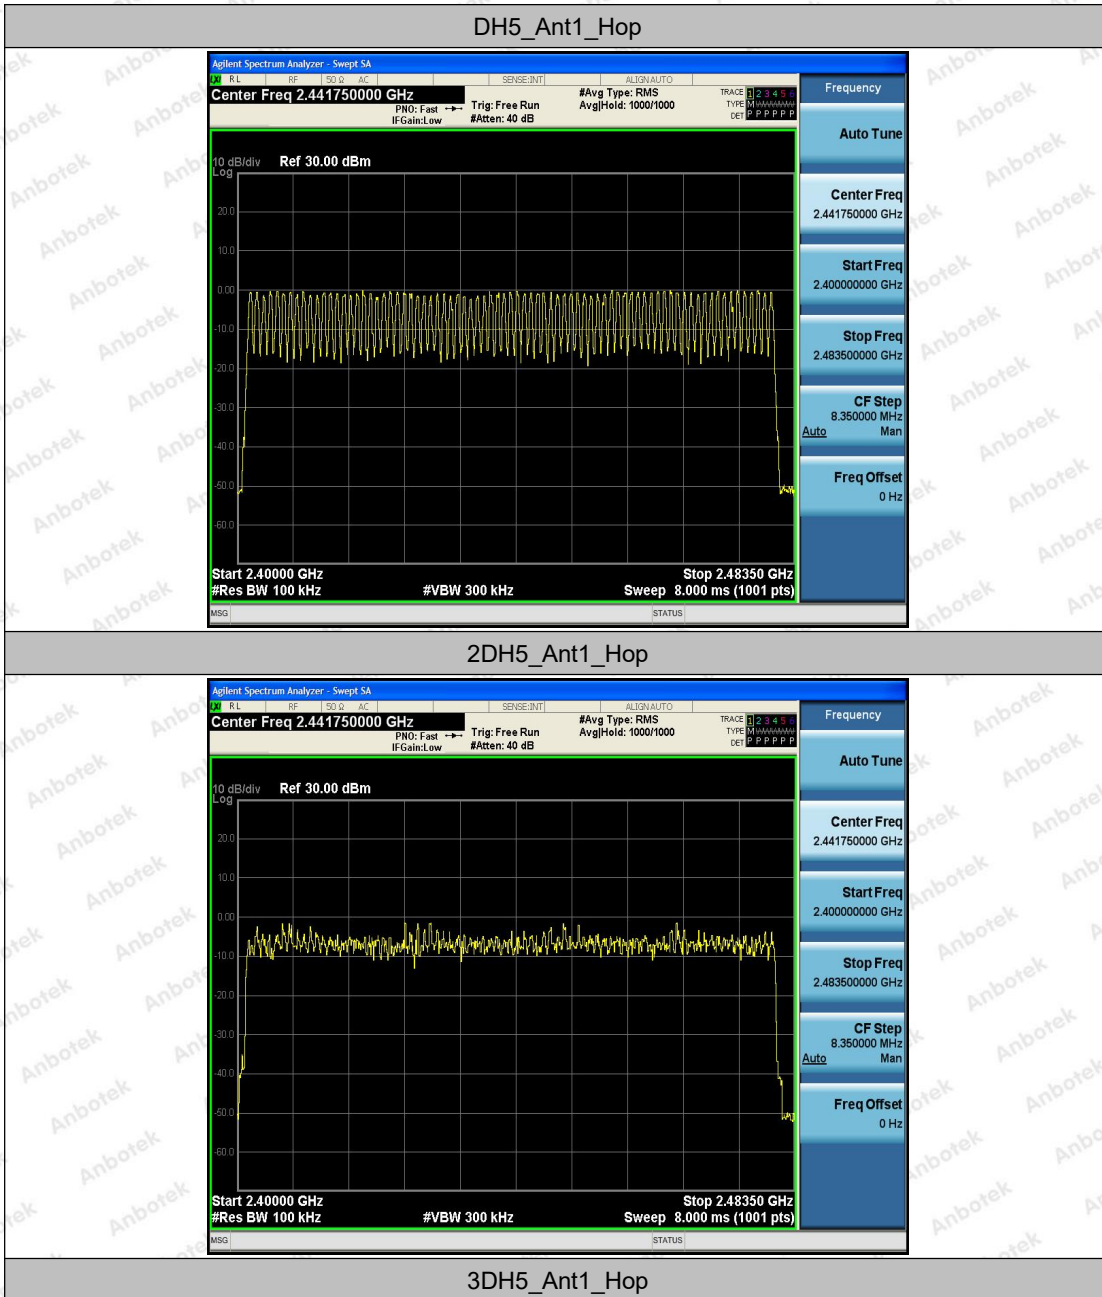 DH5_Ant1_Hop
Agilent Spectrum Analyzer - Swept SA
LXI RL RF 50 Ω AC SENSE:INT ALIGNAUTO
Center Freq 2.441750000 GHz
PNO: Fast
IFGain:Low
Trig: Free Run
#Atten: 40 dB
#Avg Type: RMS
Avg|Hold: 1000/1000
TRACE 1 2 3 4 5 6
TYPE M
DET P P P P P P
Frequency
Auto Tune
Center Freq
2.441750000 GHz
Start Freq
2.400000000 GHz
Stop Freq
2.483500000 GHz
CF Step
8.350000 MHz
Auto Man
Freq Offset
0 Hz
10 dB/div Ref 30.00 dBm
Log
20.0
10.0
0.00
-10.0
-20.0
-30.0
-40.0
-50.0
-60.0
Start 2.40000 GHz Stop 2.48350 GHz
#Res BW 100 kHz #VBW 300 kHz Sweep 8.000 ms (1001 pts)
MSG STATUS
2DH5_Ant1_Hop
Agilent Spectrum Analyzer - Swept SA
LXI RL RF 50 Ω AC SENSE:INT ALIGNAUTO
Center Freq 2.441750000 GHz
PNO: Fast
IFGain:Low
Trig: Free Run
#Atten: 40 dB
#Avg Type: RMS
Avg|Hold: 1000/1000
TRACE 1 2 3 4 5 6
TYPE M
DET P P P P P P
Frequency
Auto Tune
Center Freq
2.441750000 GHz
Start Freq
2.400000000 GHz
Stop Freq
2.483500000 GHz
CF Step
8.350000 MHz
Auto Man
Freq Offset
0 Hz
10 dB/div Ref 30.00 dBm
Log
20.0
10.0
0.00
-10.0
-20.0
-30.0
-40.0
-50.0
-60.0
Start 2.40000 GHz Stop 2.48350 GHz
#Res BW 100 kHz #VBW 300 kHz Sweep 8.000 ms (1001 pts)
MSG STATUS
3DH5_Ant1_Hop